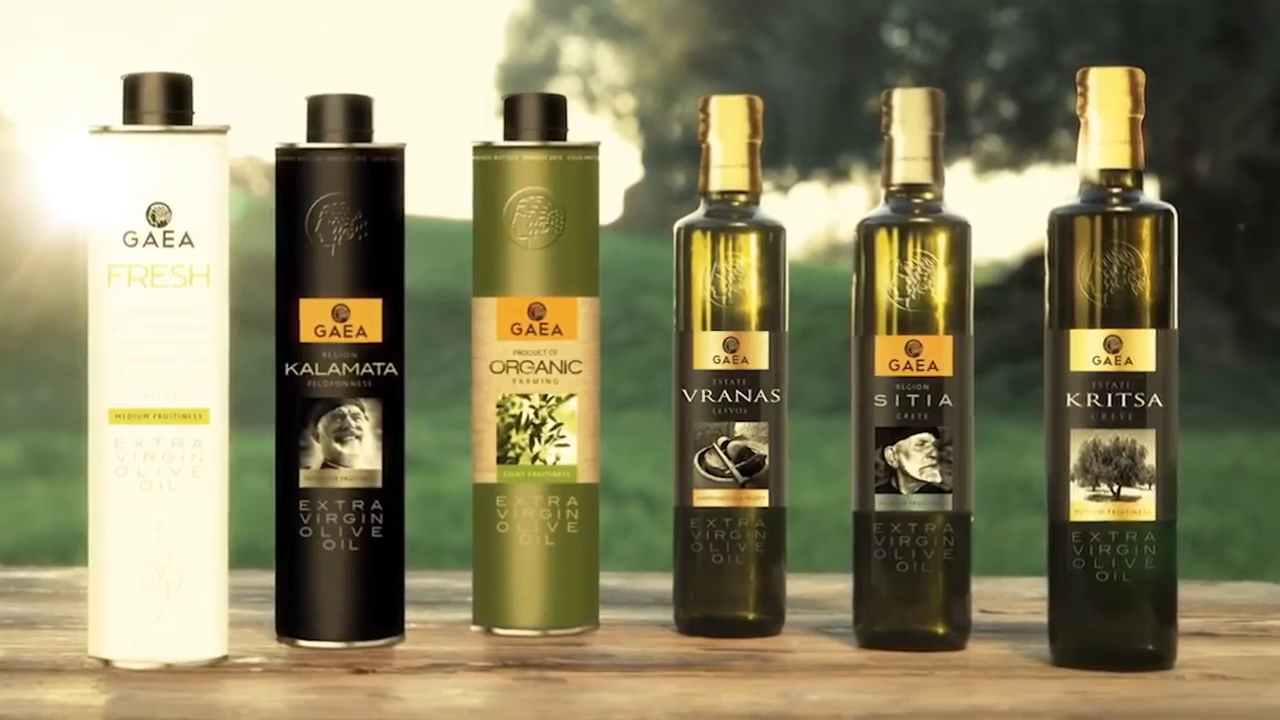 GAEA
FRESH
MEDIUM FRUITINESS
EXTRA
VIRGIN
OLIVE
OIL
GAEA
REGION
KALAMATA
PELOPONNESE
EXTRA
VIRGIN
OLIVE
OIL
GAEA
PRODUCT OF
ORGANIC
FARMING
LIGHT FRUITINESS
EXTRA
VIRGIN
OLIVE
OIL
GAEA
ESTATE
VRANAS
LESVOS
EXTRA
VIRGIN
OLIVE
OIL
GAEA
REGION
SITIA
CRETE
EXTRA
VIRGIN
OLIVE
OIL
GAEA
ESTATE
KRITSA
CRETE
MEDIUM FRUITINESS
EXTRA
VIRGIN
OLIVE
OIL